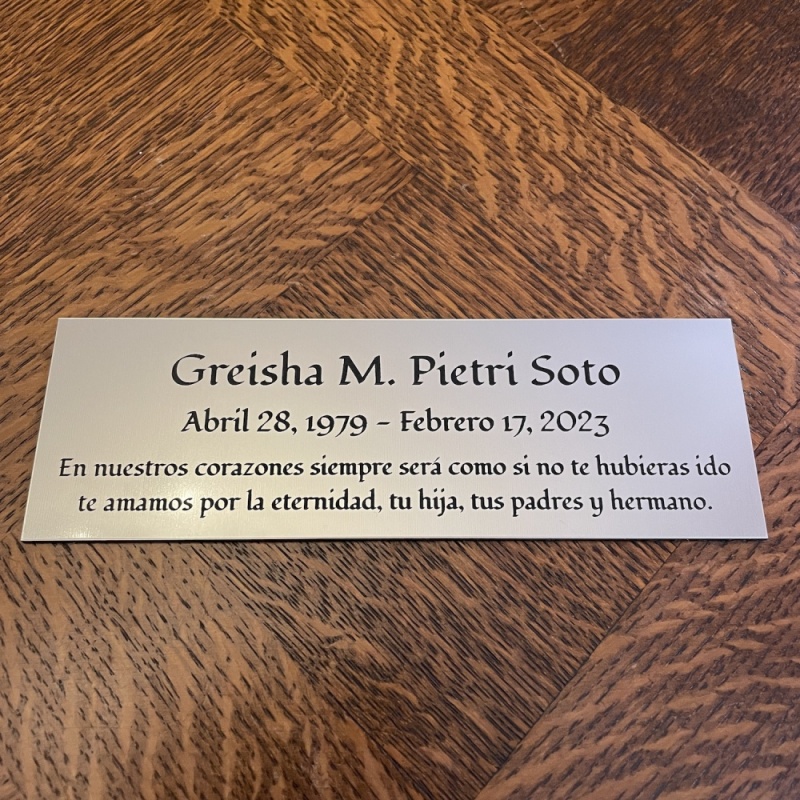 Greisha M. Pietri Soto
Abril 28, 1979 - Febrero 17, 2023
En nuestros corazones siempre será como si no te hubieras ido
te amamos por la eternidad, tu hija, tus padres y hermano.